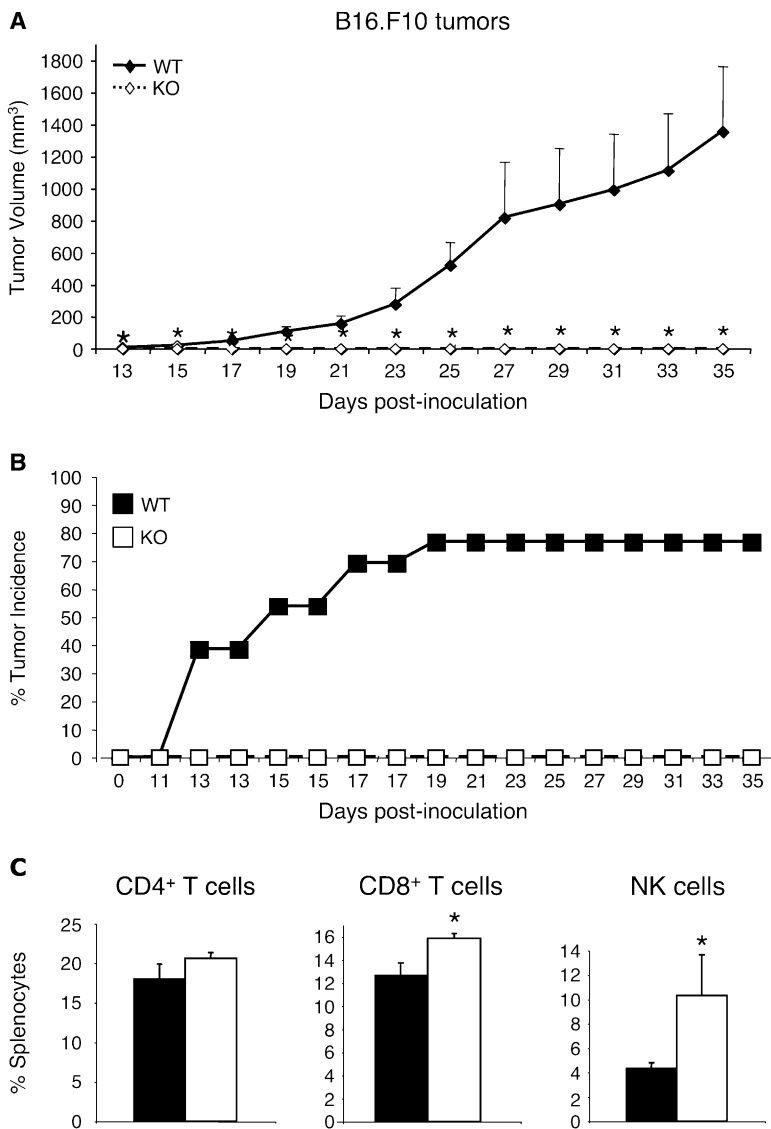 A
B16.F10 tumors
Tumor Volume (mm³)
1800
1600
1400
1200
1000
800
600
400
200
0
WT
KO
* * * * * * * * * * * *
13 15 17 19 21 23 25 27 29 31 33 35
Days post-inoculation
B
% Tumor Incidence
100
90
80
70
60
50
40
30
20
10
0
WT
KO
0 11 13 13 15 15 17 17 19 21 23 25 27 29 31 33 35
Days post-inoculation
C
% Splenocytes
CD4⁺ T cells
25
20
15
10
5
0
CD8⁺ T cells
*
16
14
12
10
8
6
4
2
0
NK cells
*
14
12
10
8
6
4
2
0